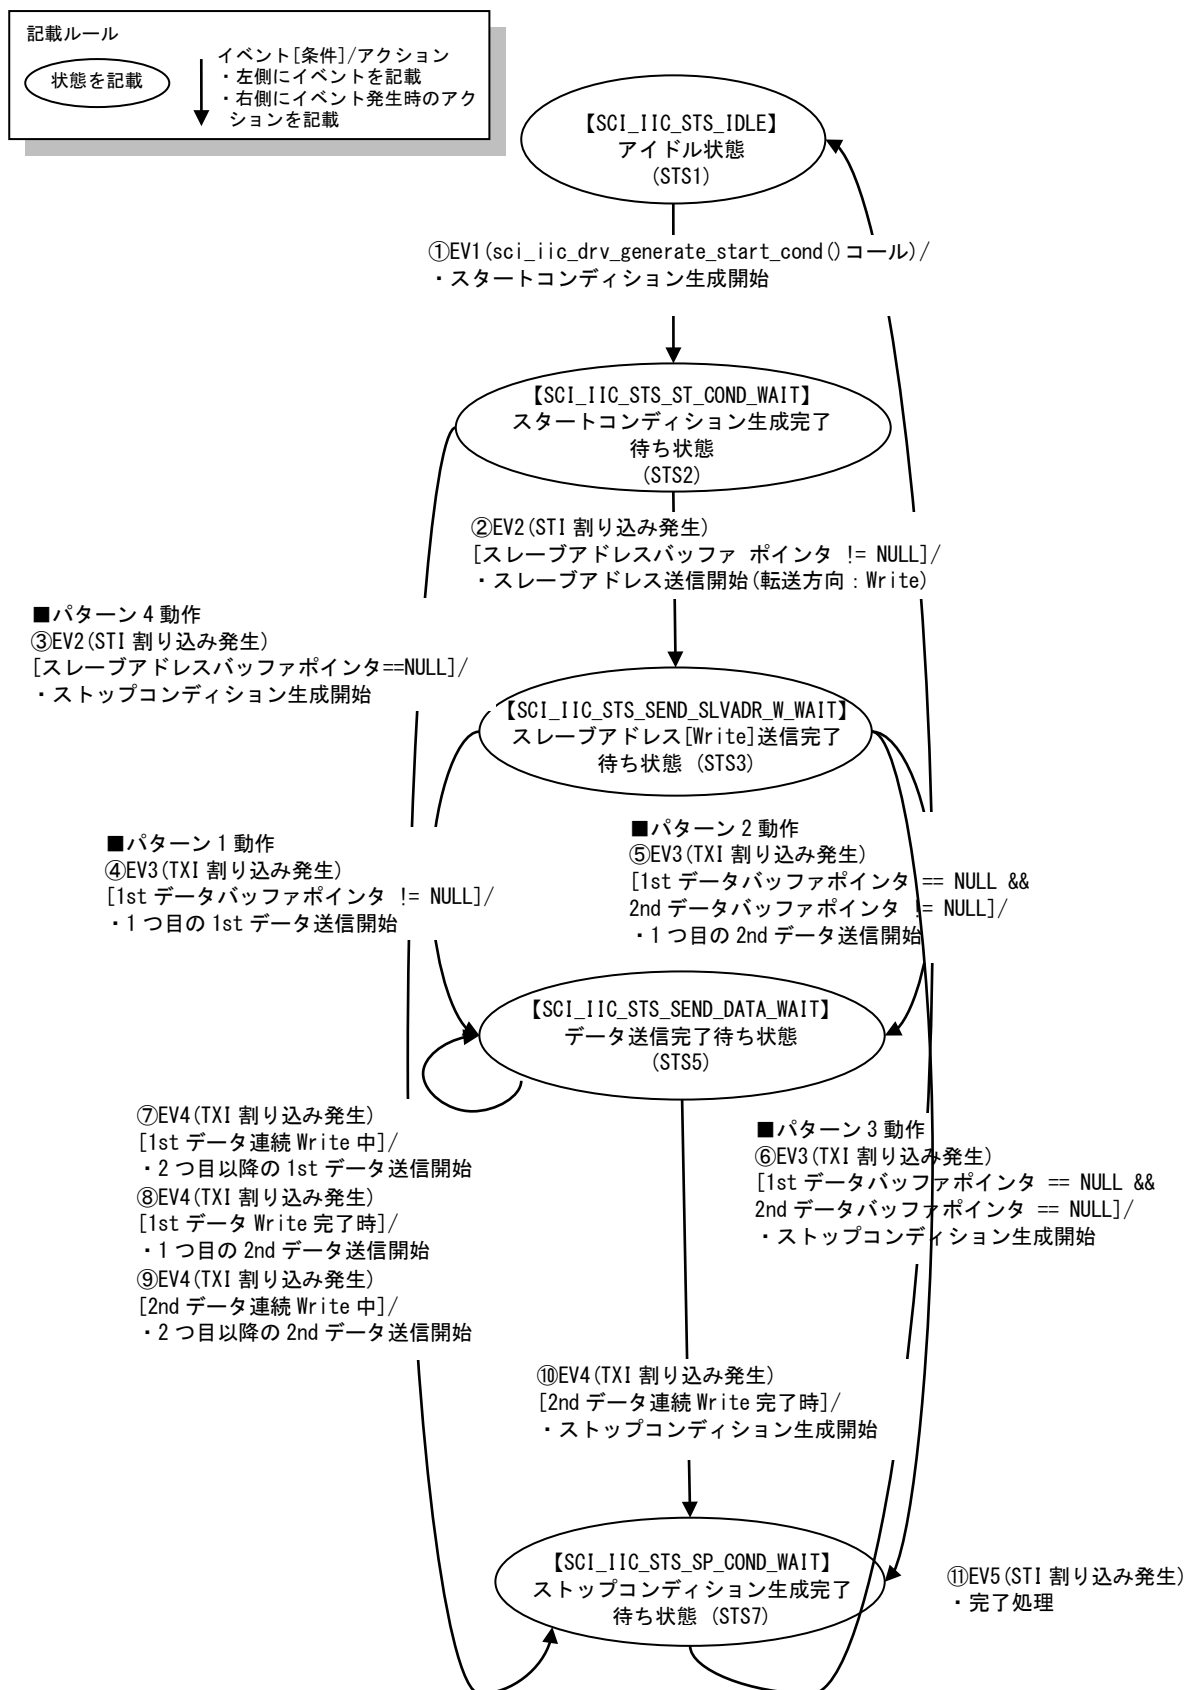 記載ルール
状態を記載
イベント[条件]/アクション
・左側にイベントを記載
・右側にイベント発生時のアク
ションを記載
【SCI_IIC_STS_IDLE】
アイドル状態
(STS1)
①EV1(sci_iic_drv_generate_start_cond()コール)/
・スタートコンディション生成開始
【SCI_IIC_STS_ST_COND_WAIT】
スタートコンディション生成完了
待ち状態
(STS2)
②EV2(STI 割り込み発生)
[スレーブアドレスバッファ ポインタ != NULL]/
・スレーブアドレス送信開始(転送方向：Write)
■パターン4動作
③EV2(STI 割り込み発生)
[スレーブアドレスバッファポインタ==NULL]/
・ストップコンディション生成開始
【SCI_IIC_STS_SEND_SLVADR_W_WAIT】
スレーブアドレス[Write]送信完了
待ち状態 (STS3)
■パターン1動作
④EV3(TXI 割り込み発生)
[1st データバッファポインタ != NULL]/
・1つ目の 1st データ送信開始
■パターン2動作
⑤EV3(TXI 割り込み発生)
[1st データバッファポインタ == NULL &&
2nd データバッファポインタ != NULL]/
・1つ目の 2nd データ送信開始
【SCI_IIC_STS_SEND_DATA_WAIT】
データ送信完了待ち状態
(STS5)
⑦EV4(TXI 割り込み発生)
[1st データ連続 Write 中]/
・2つ目以降の 1st データ送信開始
⑧EV4(TXI 割り込み発生)
[1st データ Write 完了時]/
・1つ目の 2nd データ送信開始
⑨EV4(TXI 割り込み発生)
[2nd データ連続 Write 中]/
・2つ目以降の 2nd データ送信開始
■パターン3動作
⑥EV3(TXI 割り込み発生)
[1st データバッファポインタ == NULL &&
2nd データバッファポインタ == NULL]/
・ストップコンディション生成開始
⑩EV4(TXI 割り込み発生)
[2nd データ連続 Write 完了時]/
・ストップコンディション生成開始
【SCI_IIC_STS_SP_COND_WAIT】
ストップコンディション生成完了
待ち状態 (STS7)
⑪EV5(STI 割り込み発生)
・完了処理